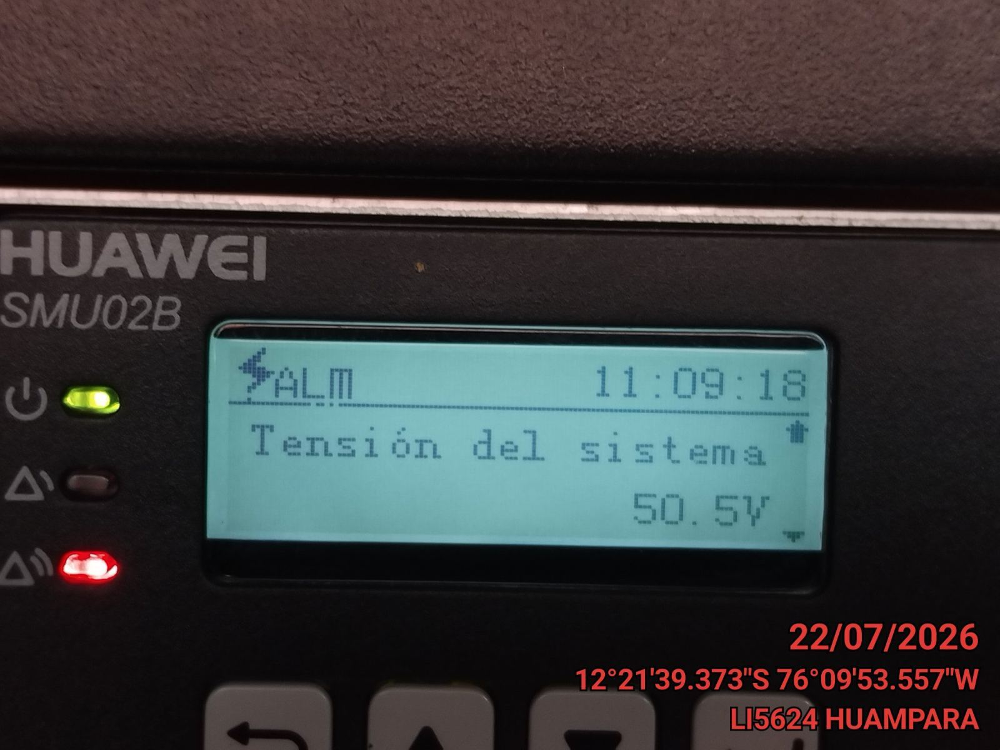 HUAWEI
SMU02B
ALM 11:09:18
Tensión del sistema
50.5V
22/07/2026
12°21'39.373"S 76°09'53.557"W
LI5624 HUAMPARA